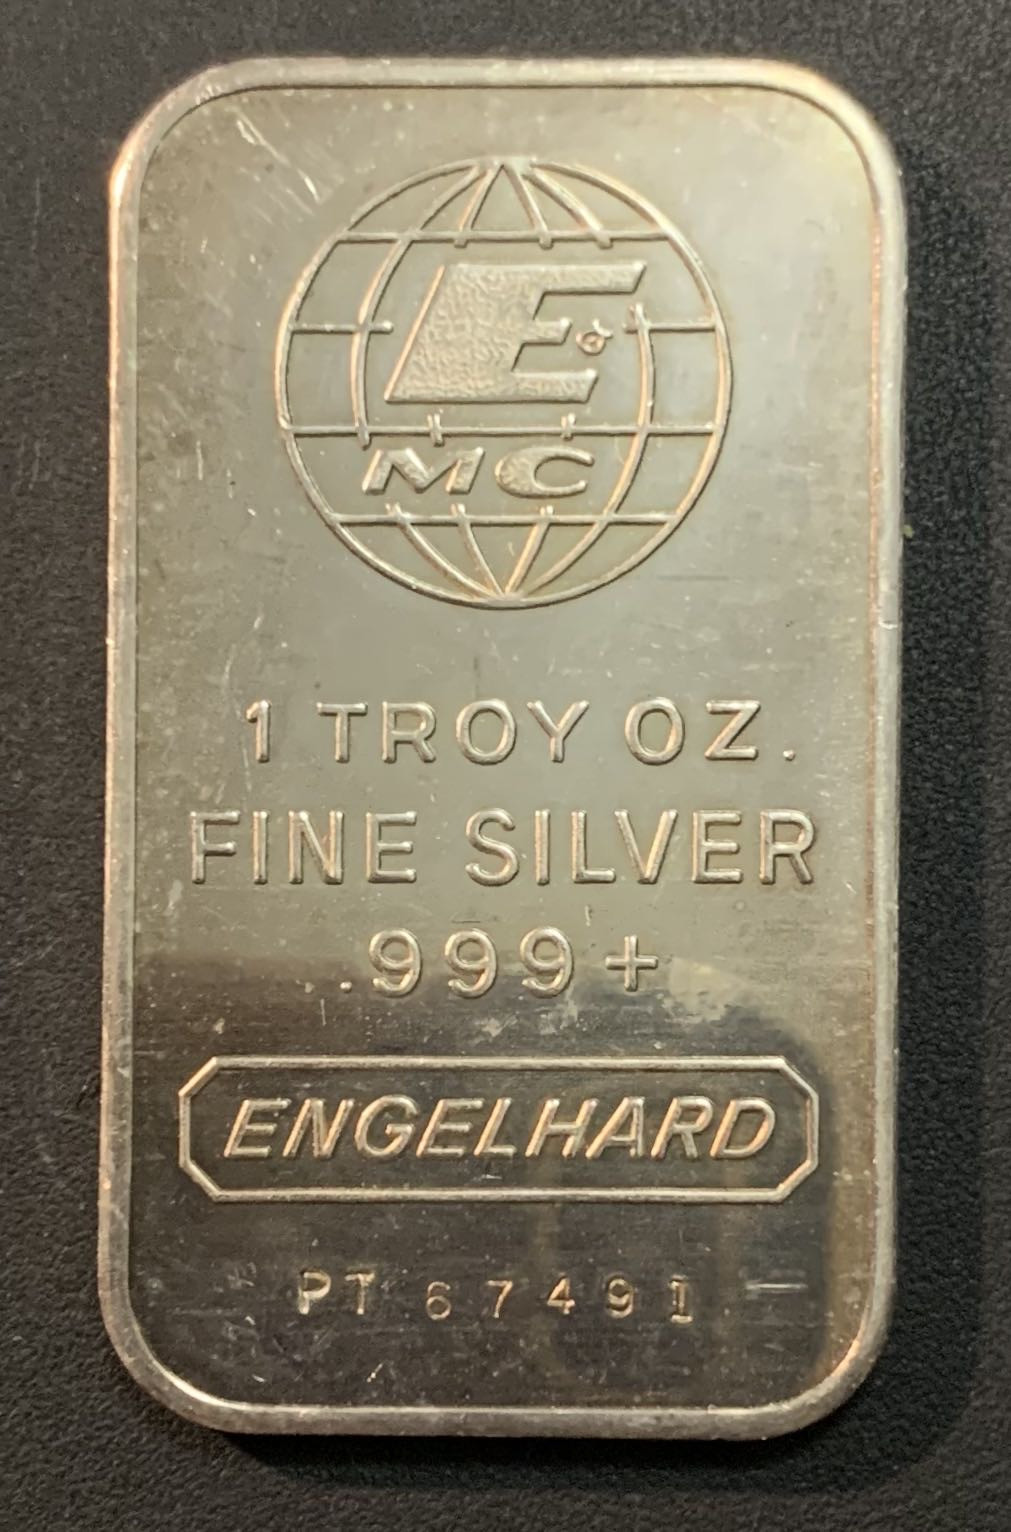 E
&
MC
1 TROY OZ.
FINE SILVER
.999+
ENGELHARD
PT 67491